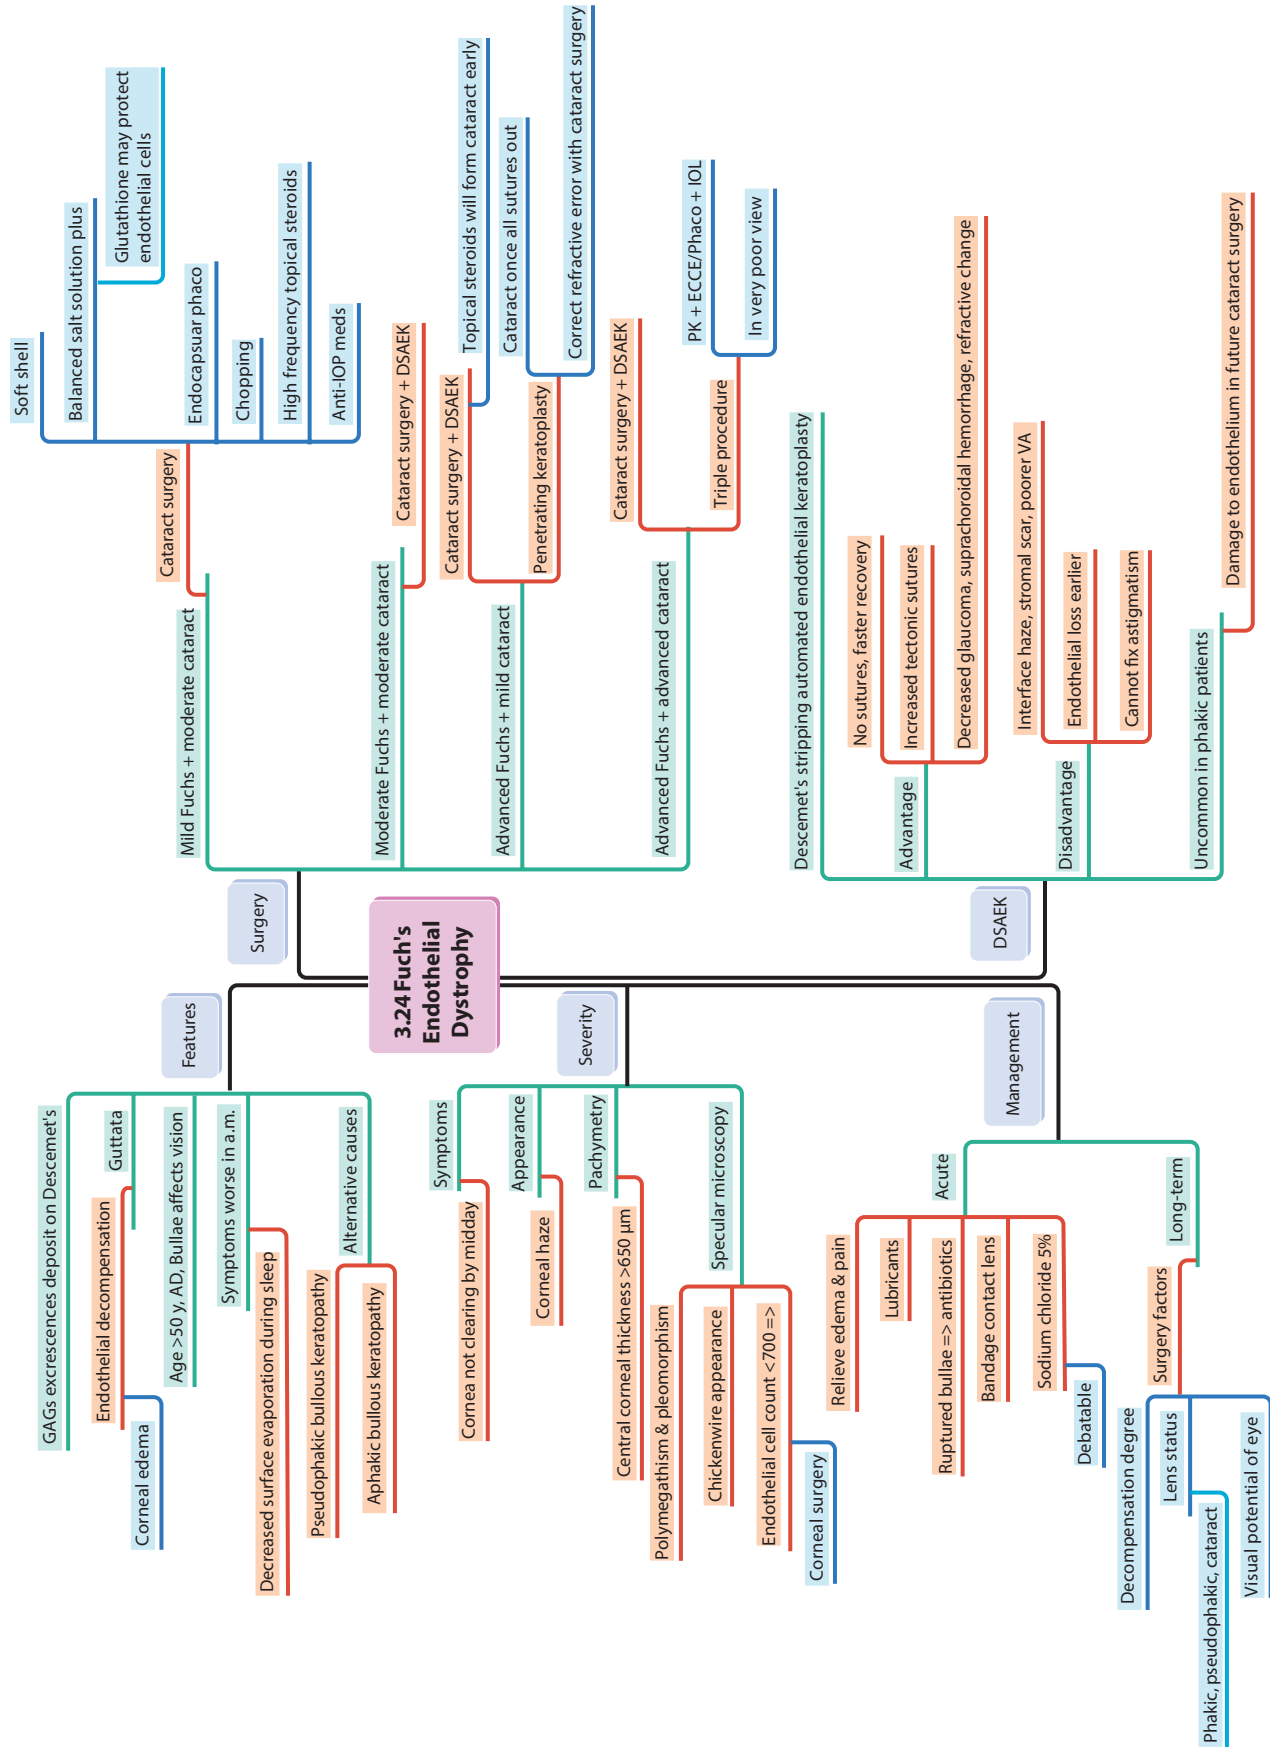 3.24 Fuch's
Endothelial
Dystrophy
Features
GAGs excrescences deposit on Descemet's
Guttata
Endothelial decompensation
Corneal edema
Age >50 y, AD, Bullae affects vision
Symptoms worse in a.m.
Decreased surface evaporation during sleep
Alternative causes
Pseudophakic bullous keratopathy
Aphakic bullous keratopathy
Severity
Symptoms
Cornea not clearing by midday
Appearance
Corneal haze
Pachymetry
Central corneal thickness >650 µm
Specular microscopy
Polymegathism & pleomorphism
Chickenwire appearance
Endothelial cell count <700 =>
Corneal surgery
Management
Acute
Relieve edema & pain
Lubricants
Ruptured bullae => antibiotics
Bandage contact lens
Sodium chloride 5%
Debatable
Long-term
Surgery factors
Decompensation degree
Lens status
Phakic, pseudophakic, cataract
Visual potential of eye
Surgery
Mild Fuchs + moderate cataract
Cataract surgery
Soft shell
Balanced salt solution plus
Glutathione may protect
endothelial cells
Endocapsuar phaco
Chopping
High frequency topical steroids
Anti-IOP meds
Moderate Fuchs + moderate cataract
Cataract surgery + DSAEK
Advanced Fuchs + mild cataract
Cataract surgery + DSAEK
Topical steroids will form cataract early
Penetrating keratoplasty
Cataract once all sutures out
Correct refractive error with cataract surgery
Advanced Fuchs + advanced cataract
Cataract surgery + DSAEK
Triple procedure
PK + ECCE/Phaco + IOL
In very poor view
DSAEK
Descemet's stripping automated endothelial keratoplasty
Advantage
No sutures, faster recovery
Increased tectonic sutures
Decreased glaucoma, suprachoroidal hemorrhage, refractive change
Disadvantage
Interface haze, stromal scar, poorer VA
Endothelial loss earlier
Cannot fix astigmatism
Uncommon in phakic patients
Damage to endothelium in future cataract surgery